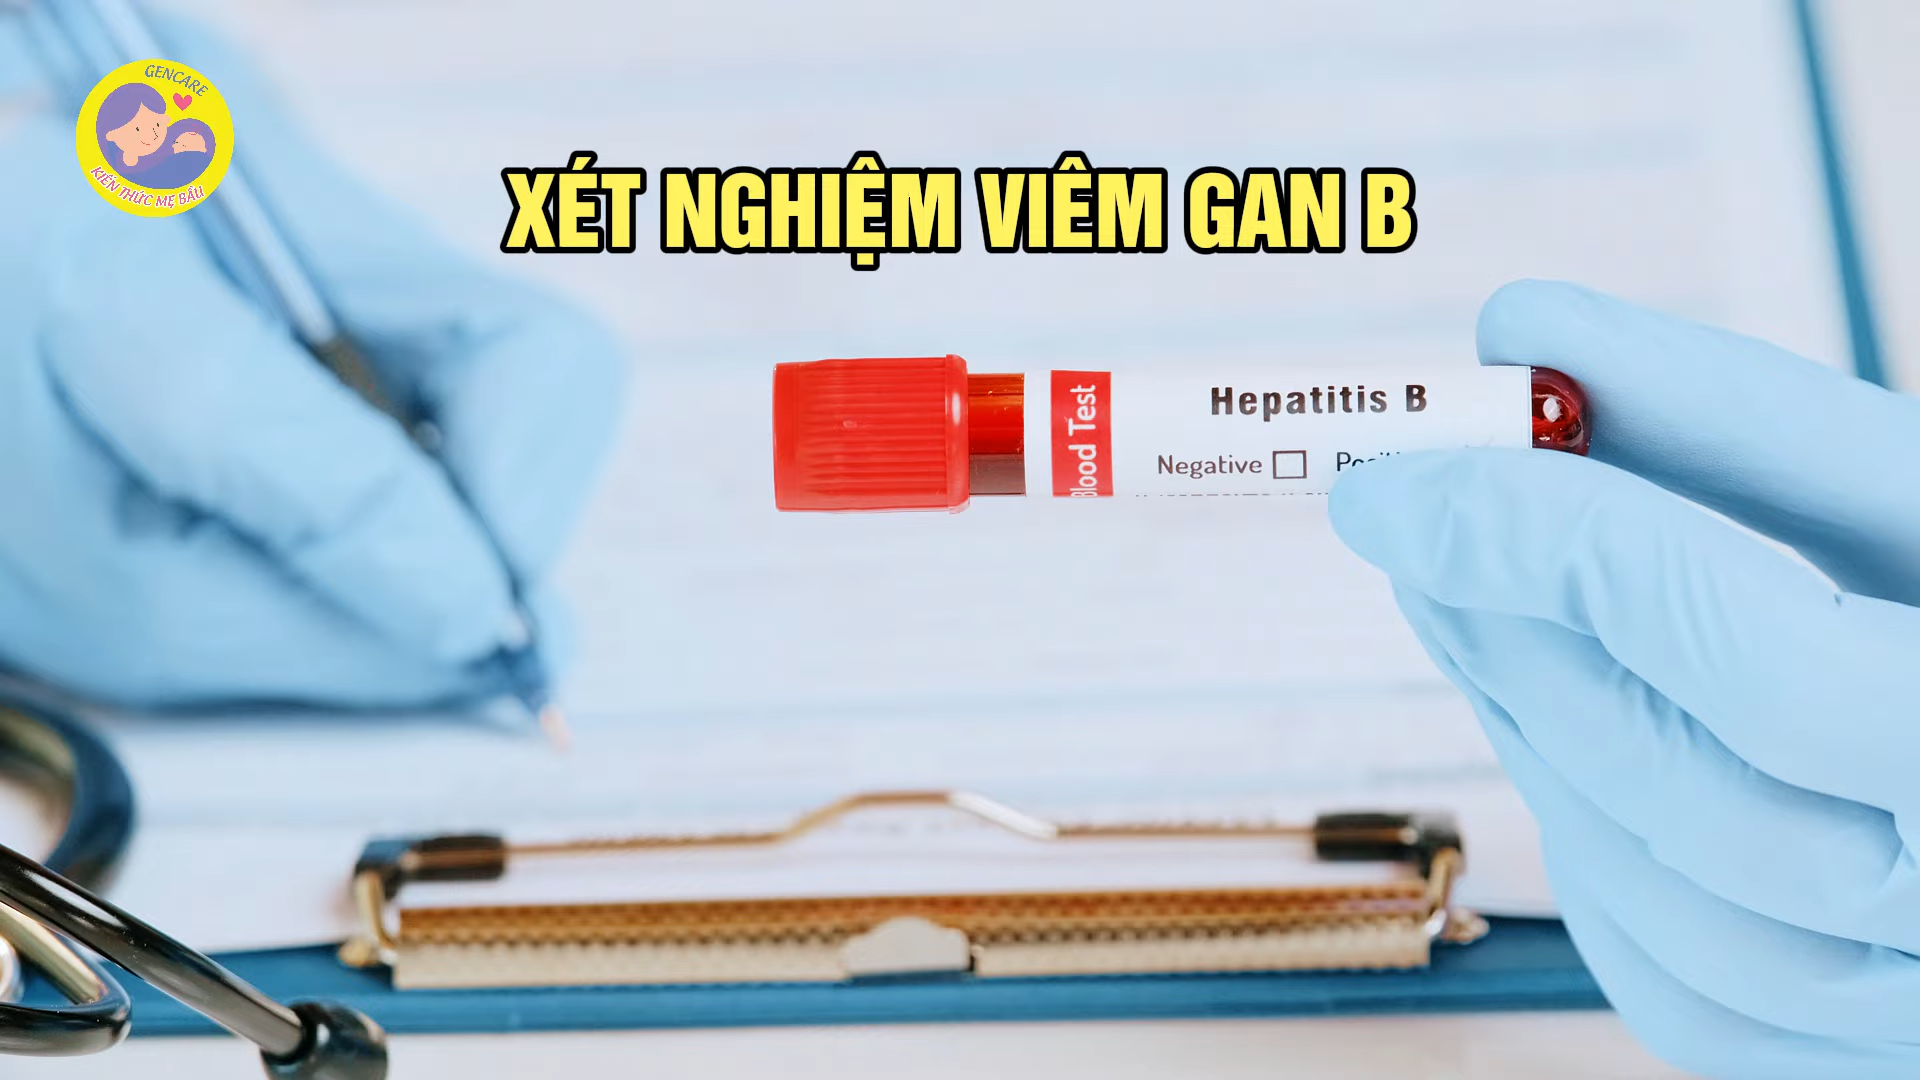 GENCARE
KIẾN THỨC MẸ BẦU
XÉT NGHIỆM VIÊM GAN B
Blood Test
Hepatitis B
Negative